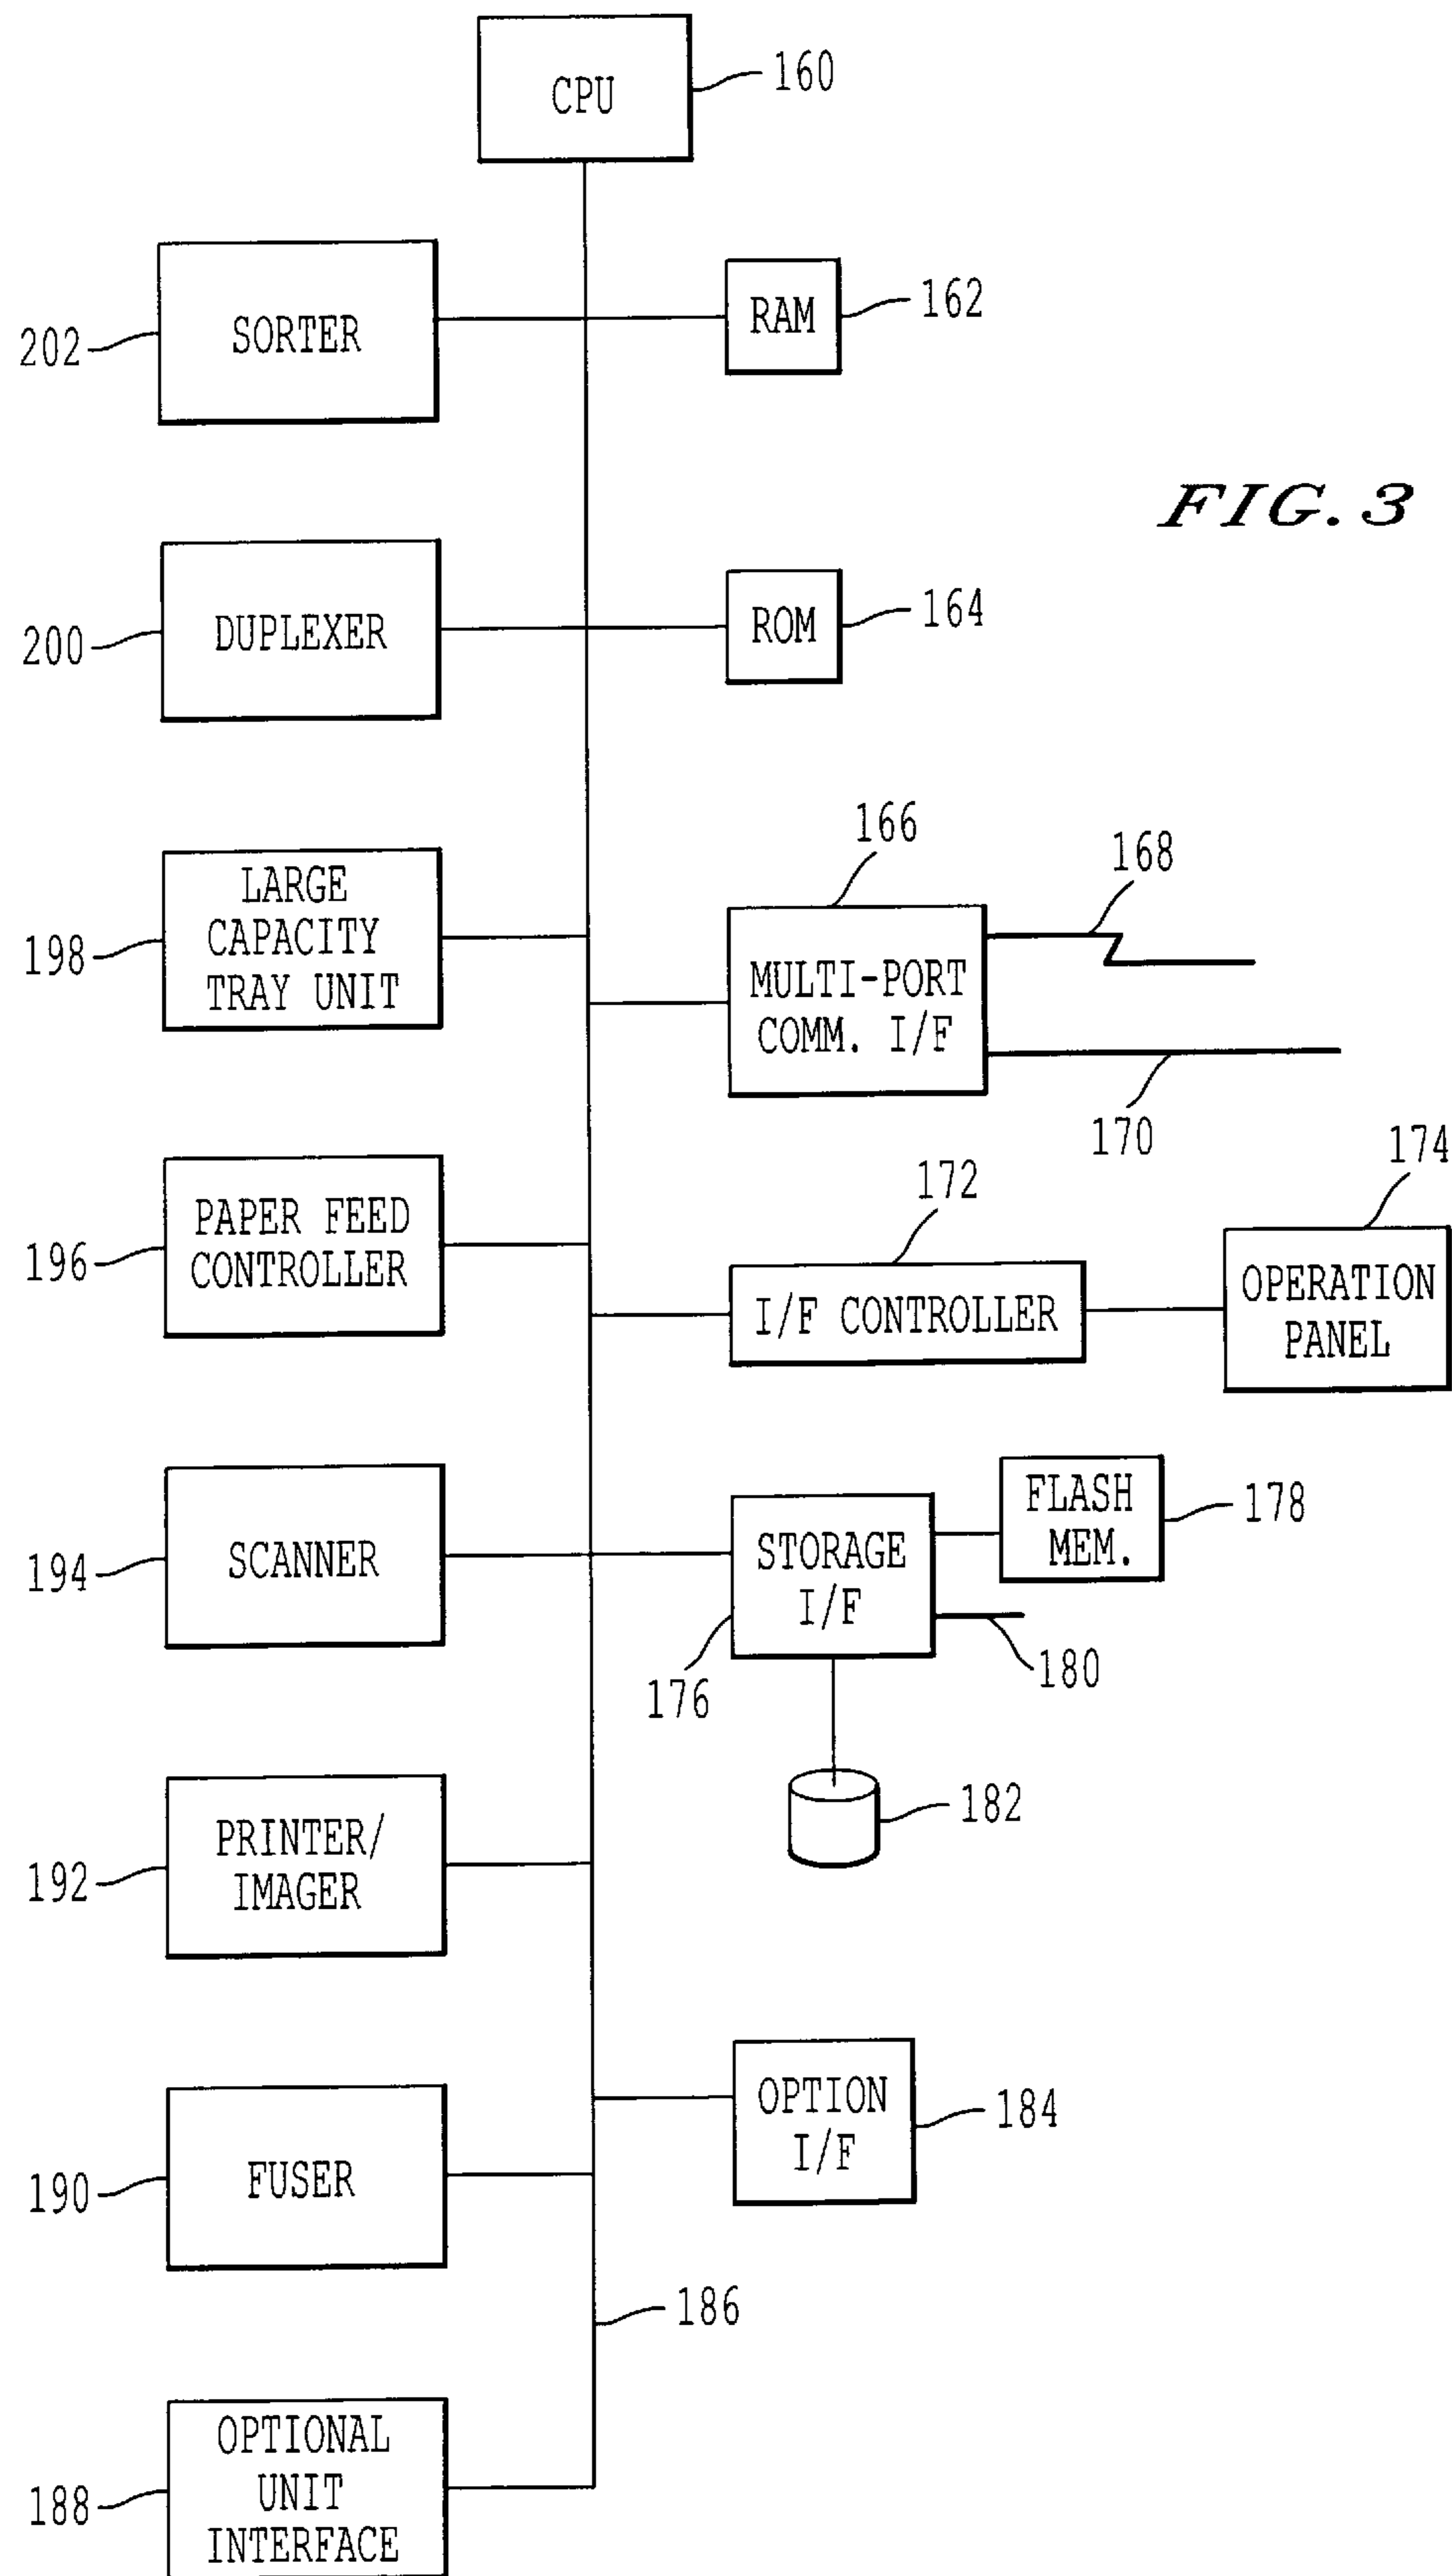 CPU
160
SORTER
202
RAM
162
FIG. 3
DUPLEXER
200
ROM
164
LARGE
CAPACITY
TRAY UNIT
198
166
168
MULTI-PORT
COMM. I/F
170
PAPER FEED
CONTROLLER
196
172
I/F CONTROLLER
174
OPERATION
PANEL
SCANNER
194
STORAGE
I/F
176
FLASH
MEM.
178
180
182
PRINTER/
IMAGER
192
OPTION
I/F
184
FUSER
190
186
OPTIONAL
UNIT
INTERFACE
188